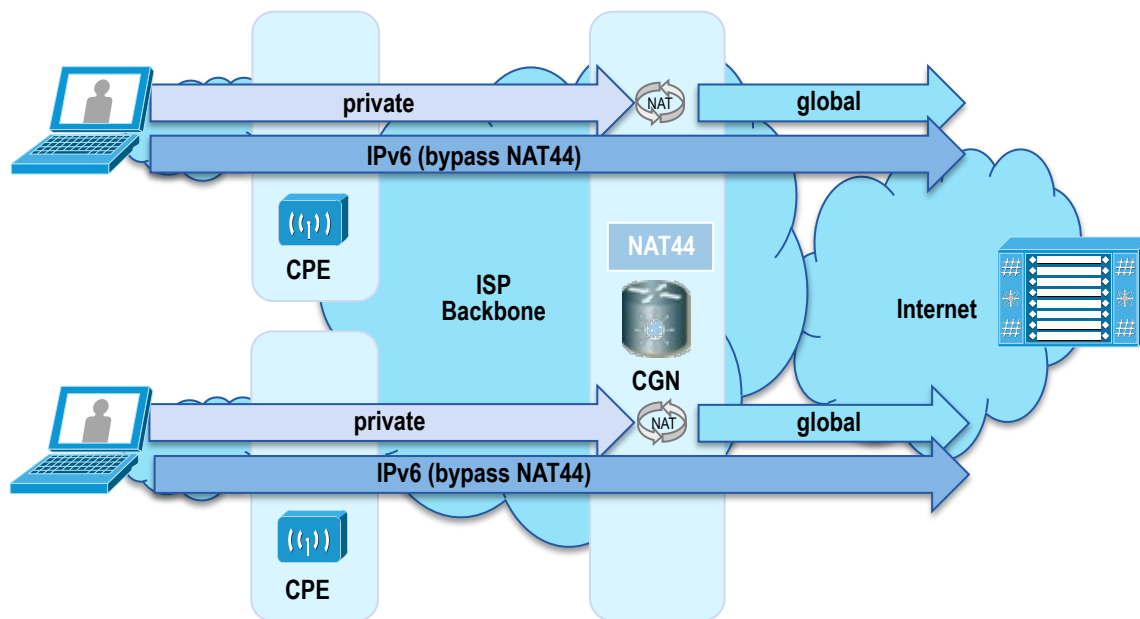 private
NAT
global
IPv6 (bypass NAT44)
CPE
NAT44
ISP
Backbone
Internet
CGN
private
NAT
global
IPv6 (bypass NAT44)
CPE